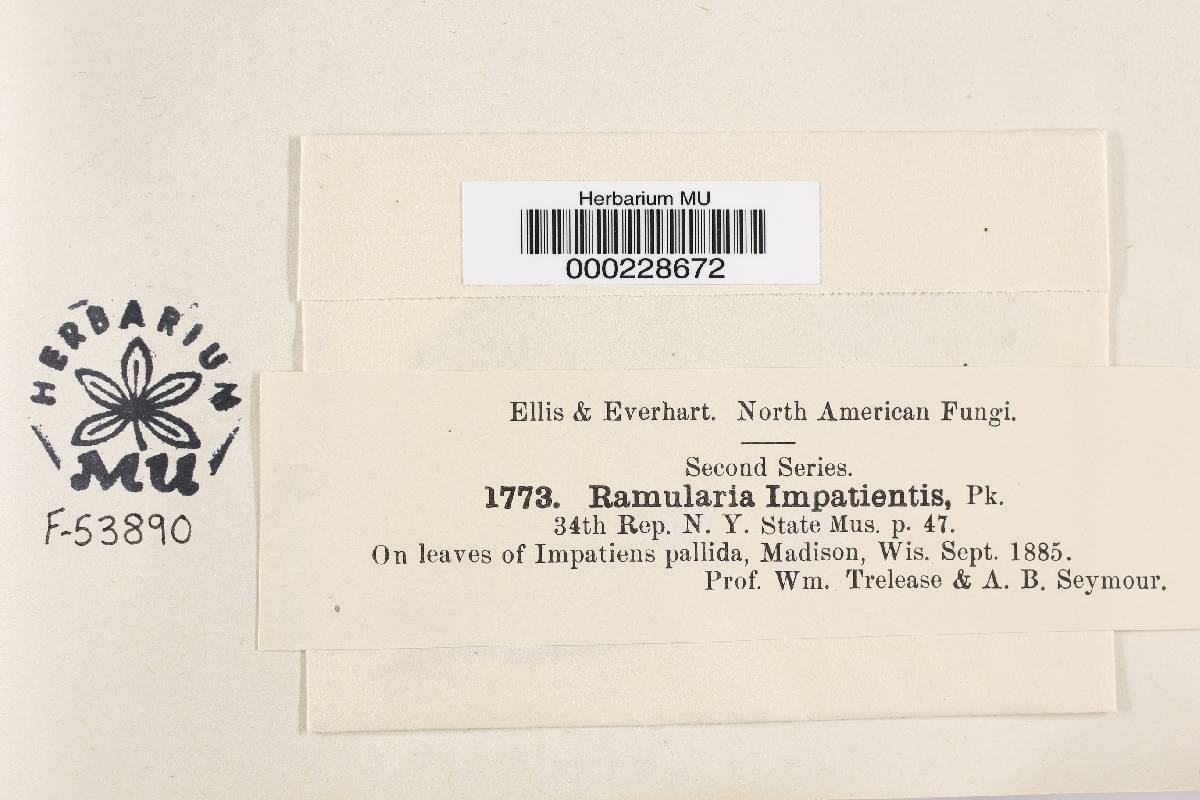 Herbarium MU
000228672
HERBARIUM
MU
F-53890
Ellis & Everhart. North American Fungi.
Second Series.
1773. Ramularia Impatientis, Pk.
34th Rep. N. Y. State Mus. p. 47.
On leaves of Impatiens pallida, Madison, Wis. Sept. 1885.
Prof. Wm. Trelease & A. B. Seymour.